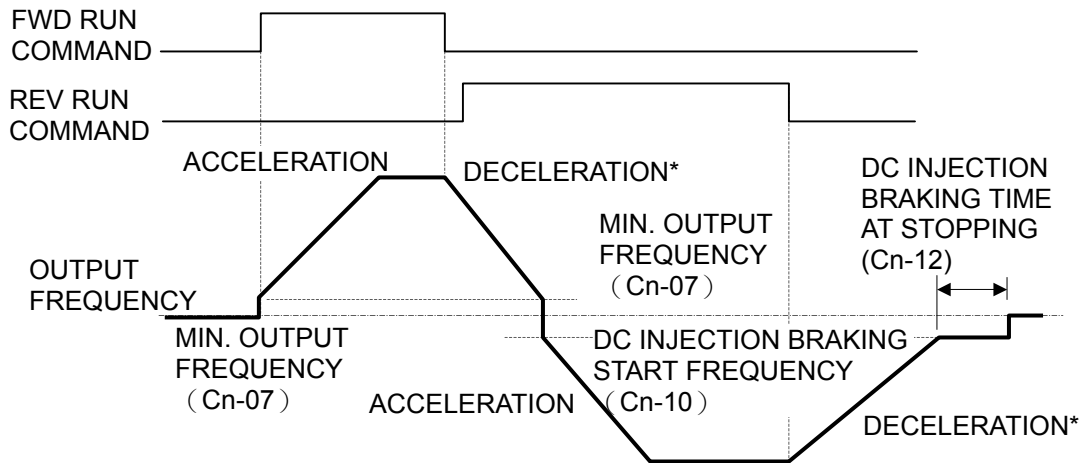 FWD RUN
COMMAND
REV RUN
COMMAND
ACCELERATION
DECELERATION*
DC INJECTION
BRAKING TIME
AT STOPPING
(Cn-12)
MIN. OUTPUT
FREQUENCY
（Cn-07）
OUTPUT
FREQUENCY
MIN. OUTPUT
FREQUENCY
（Cn-07）
DC INJECTION BRAKING
START FREQUENCY
（Cn-10）
ACCELERATION
DECELERATION*